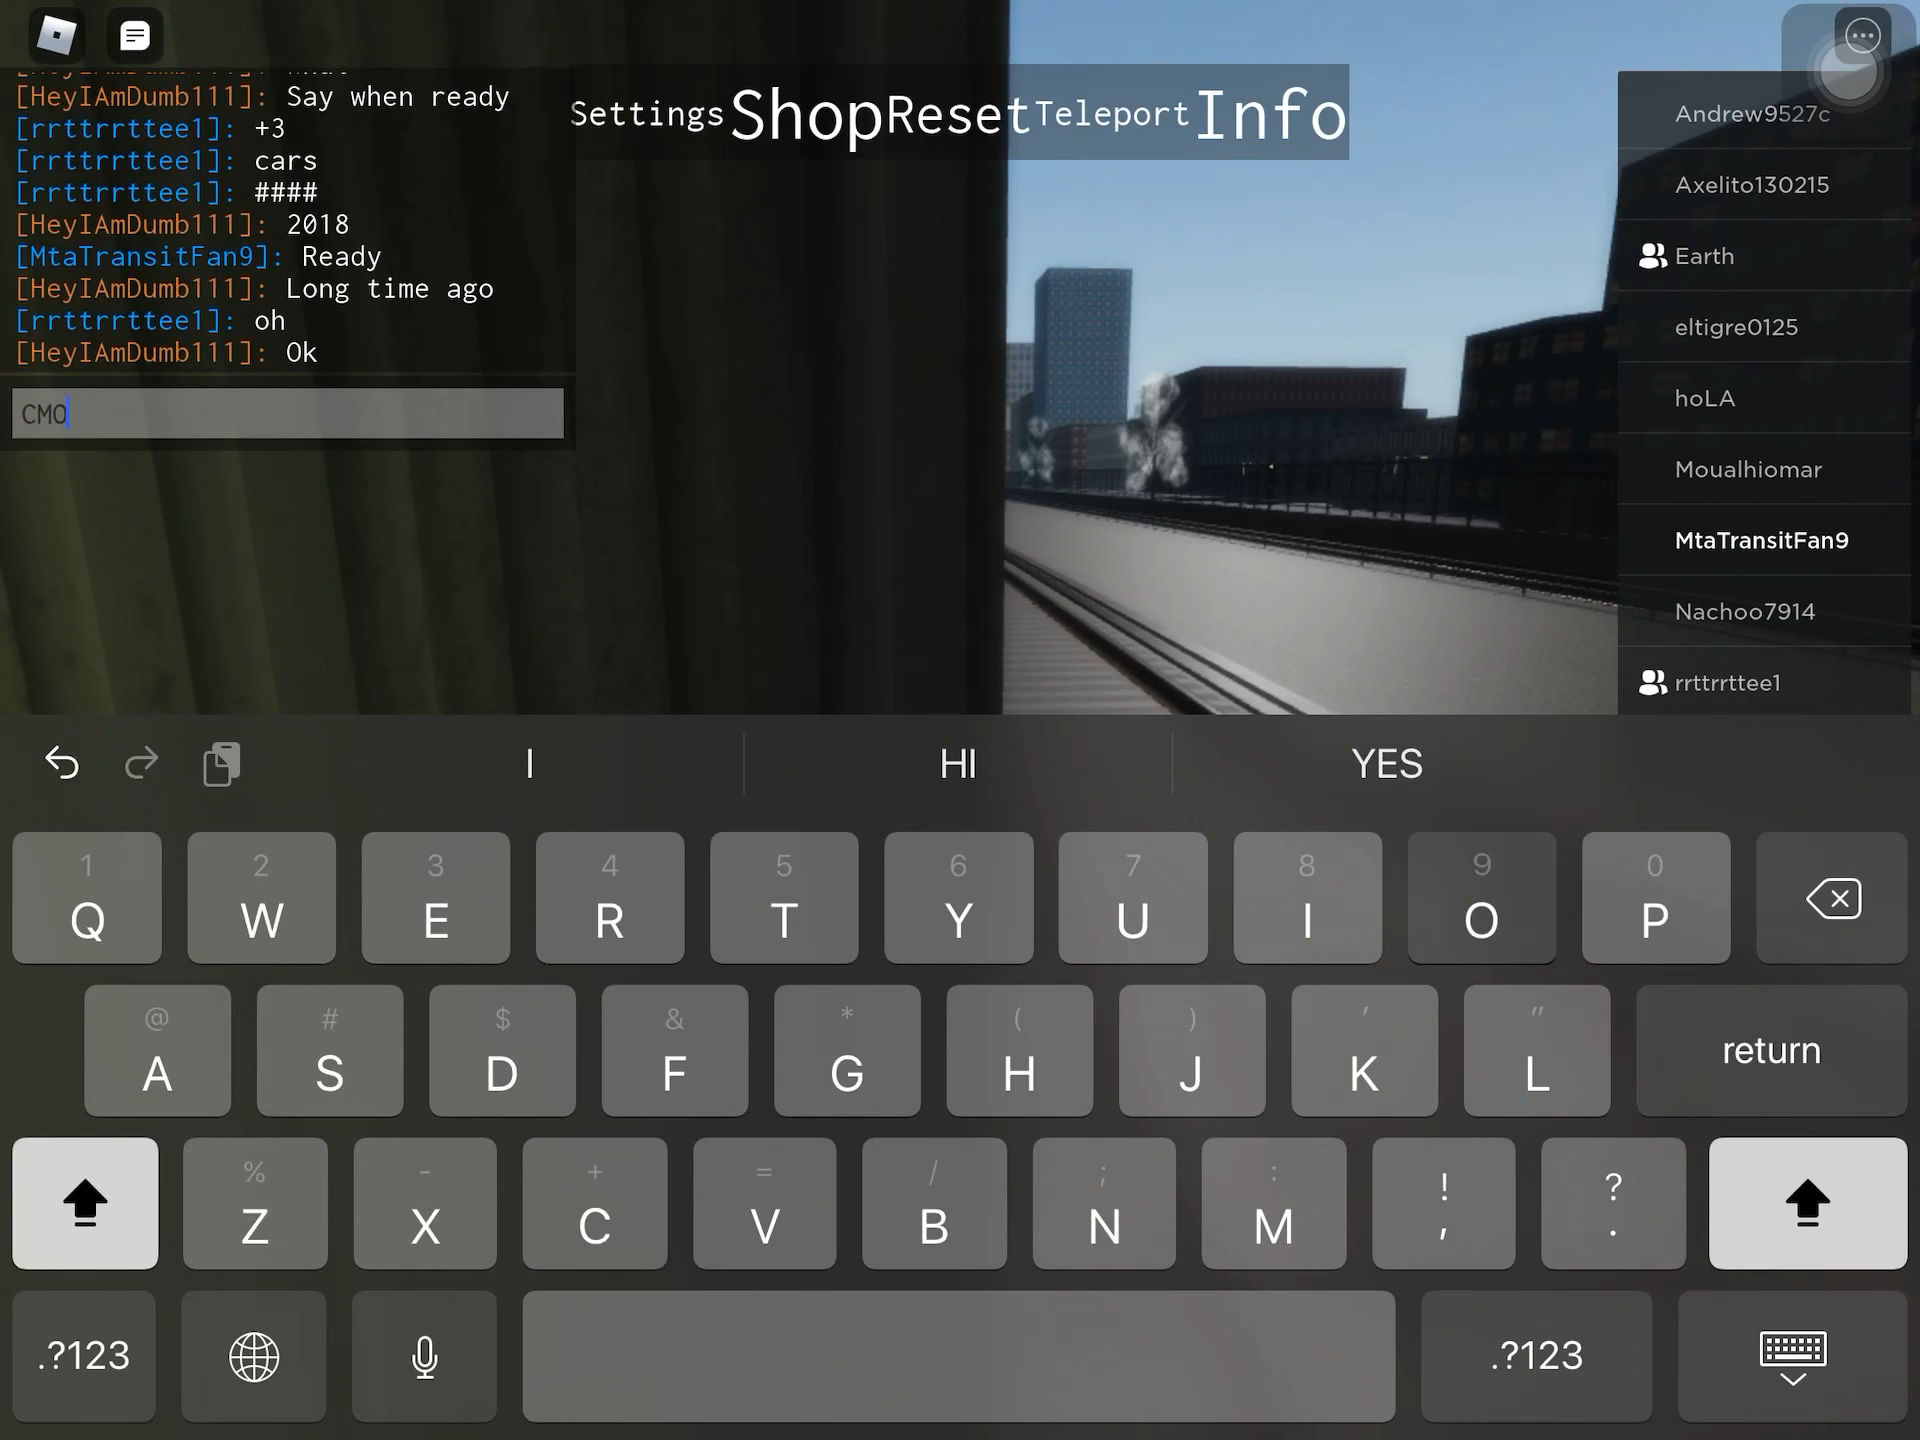 [HeyIAmDumb111]: Say when ready
[rrttrrttee1]: +3
[rrttrrttee1]: cars
[rrttrrttee1]: ####
[HeyIAmDumb111]: 2018
[MtaTransitFan9]: Ready
[HeyIAmDumb111]: Long time ago
[rrttrrttee1]: oh
[HeyIAmDumb111]: Ok
CMO
Settings Shop Reset Teleport Info
Andrew9527c
Axelito130215
Earth
eltigre0125
hoLA
Moualhiomar
MtaTransitFan9
Nachoo7914
rrttrrttee1
I HI YES
1 2 3 4 5 6 7 8 9 0
Q W E R T Y U I O P
@ # $ & * ( ) ' "
A S D F G H J K L return
% - + = / ; : ! ?
Z X C V B N M , .
.?123 .?123